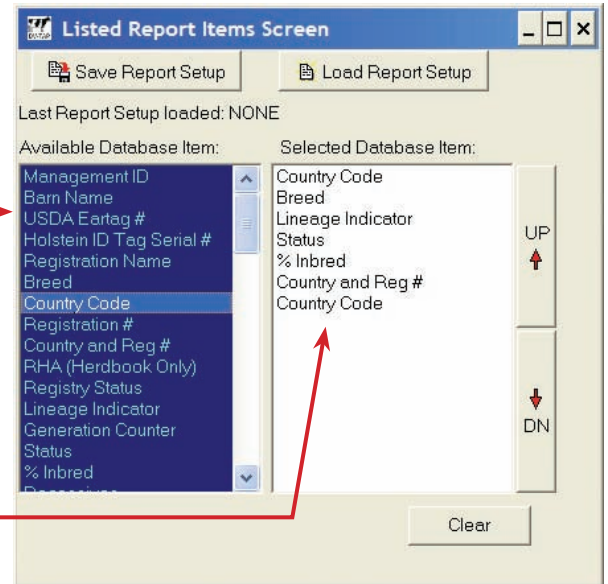 Listed Report Items Screen
Save Report Setup
Load Report Setup
Last Report Setup loaded: NONE
Available Database Item:
Selected Database Item:
Management ID
Barn Name
USDA Eartag #
Holstein ID Tag Serial #
Registration Name
Breed
Country Code
Registration #
Country and Reg #
RHA (Herdbook Only)
Registry Status
Lineage Indicator
Generation Counter
Status
% Inbred
Country Code
Breed
Lineage Indicator
Status
% Inbred
Country and Reg #
Country Code
UP
DN
Clear